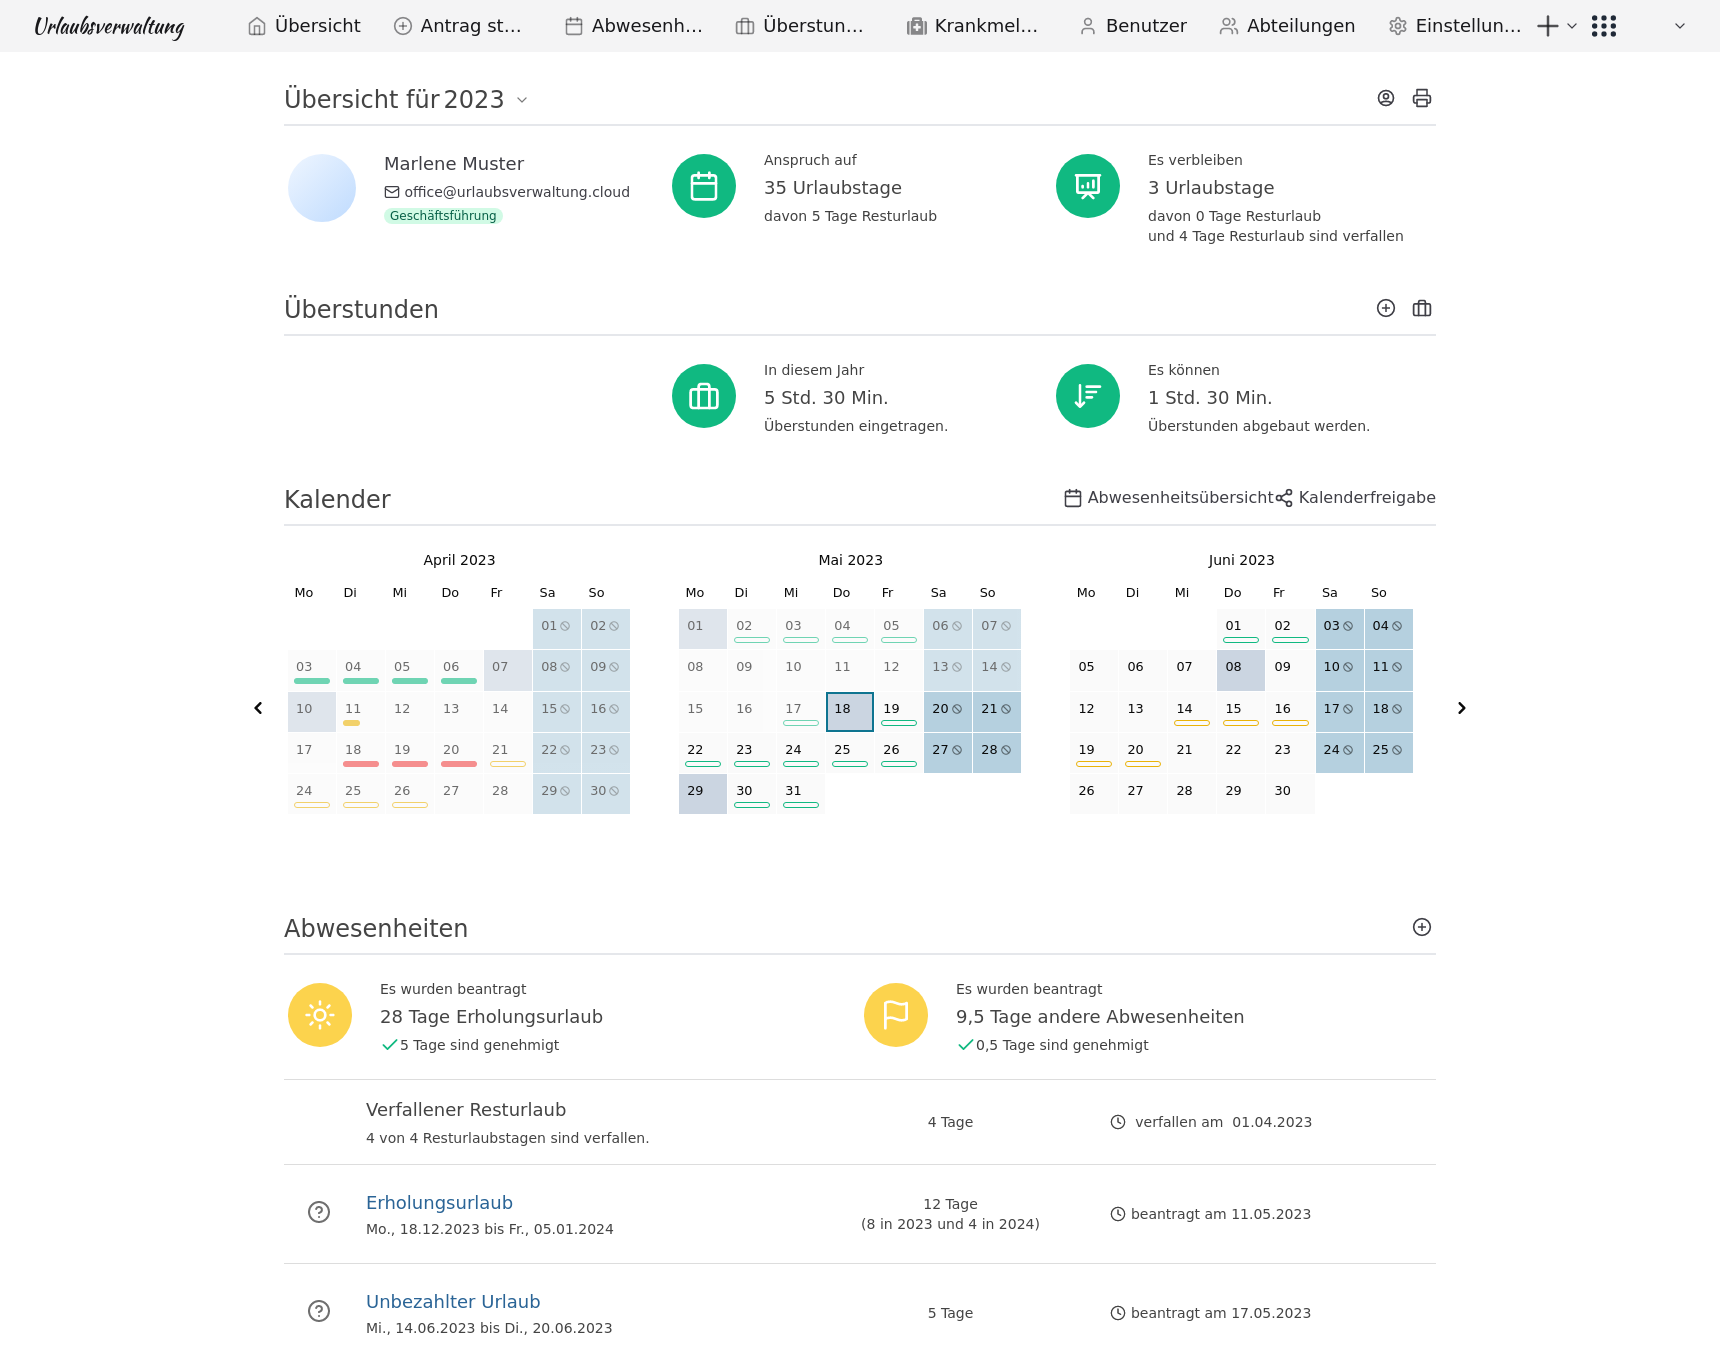 Urlaubsverwaltung Übersicht Antrag st… Abwesenh… Überstun… Krankmel… Benutzer Abteilungen Einstellun…
Übersicht für 2023
Marlene Muster
office@urlaubsverwaltung.cloud
Geschäftsführung
Anspruch auf
35 Urlaubstage
davon 5 Tage Resturlaub
Es verbleiben
3 Urlaubstage
davon 0 Tage Resturlaub
und 4 Tage Resturlaub sind verfallen
Überstunden
In diesem Jahr
5 Std. 30 Min.
Überstunden eingetragen.
Es können
1 Std. 30 Min.
Überstunden abgebaut werden.
Kalender Abwesenheitsübersicht Kalenderfreigabe
April 2023
Mo Di Mi Do Fr Sa So
01 02
03 04 05 06 07 08 09
10 11 12 13 14 15 16
17 18 19 20 21 22 23
24 25 26 27 28 29 30
Mai 2023
Mo Di Mi Do Fr Sa So
01 02 03 04 05 06 07
08 09 10 11 12 13 14
15 16 17 18 19 20 21
22 23 24 25 26 27 28
29 30 31
Juni 2023
Mo Di Mi Do Fr Sa So
01 02 03 04
05 06 07 08 09 10 11
12 13 14 15 16 17 18
19 20 21 22 23 24 25
26 27 28 29 30
Abwesenheiten
Es wurden beantragt
28 Tage Erholungsurlaub
5 Tage sind genehmigt
Es wurden beantragt
9,5 Tage andere Abwesenheiten
0,5 Tage sind genehmigt
Verfallener Resturlaub
4 von 4 Resturlaubstagen sind verfallen.
4 Tage
verfallen am 01.04.2023
Erholungsurlaub
Mo., 18.12.2023 bis Fr., 05.01.2024
12 Tage
(8 in 2023 und 4 in 2024)
beantragt am 11.05.2023
Unbezahlter Urlaub
Mi., 14.06.2023 bis Di., 20.06.2023
5 Tage
beantragt am 17.05.2023